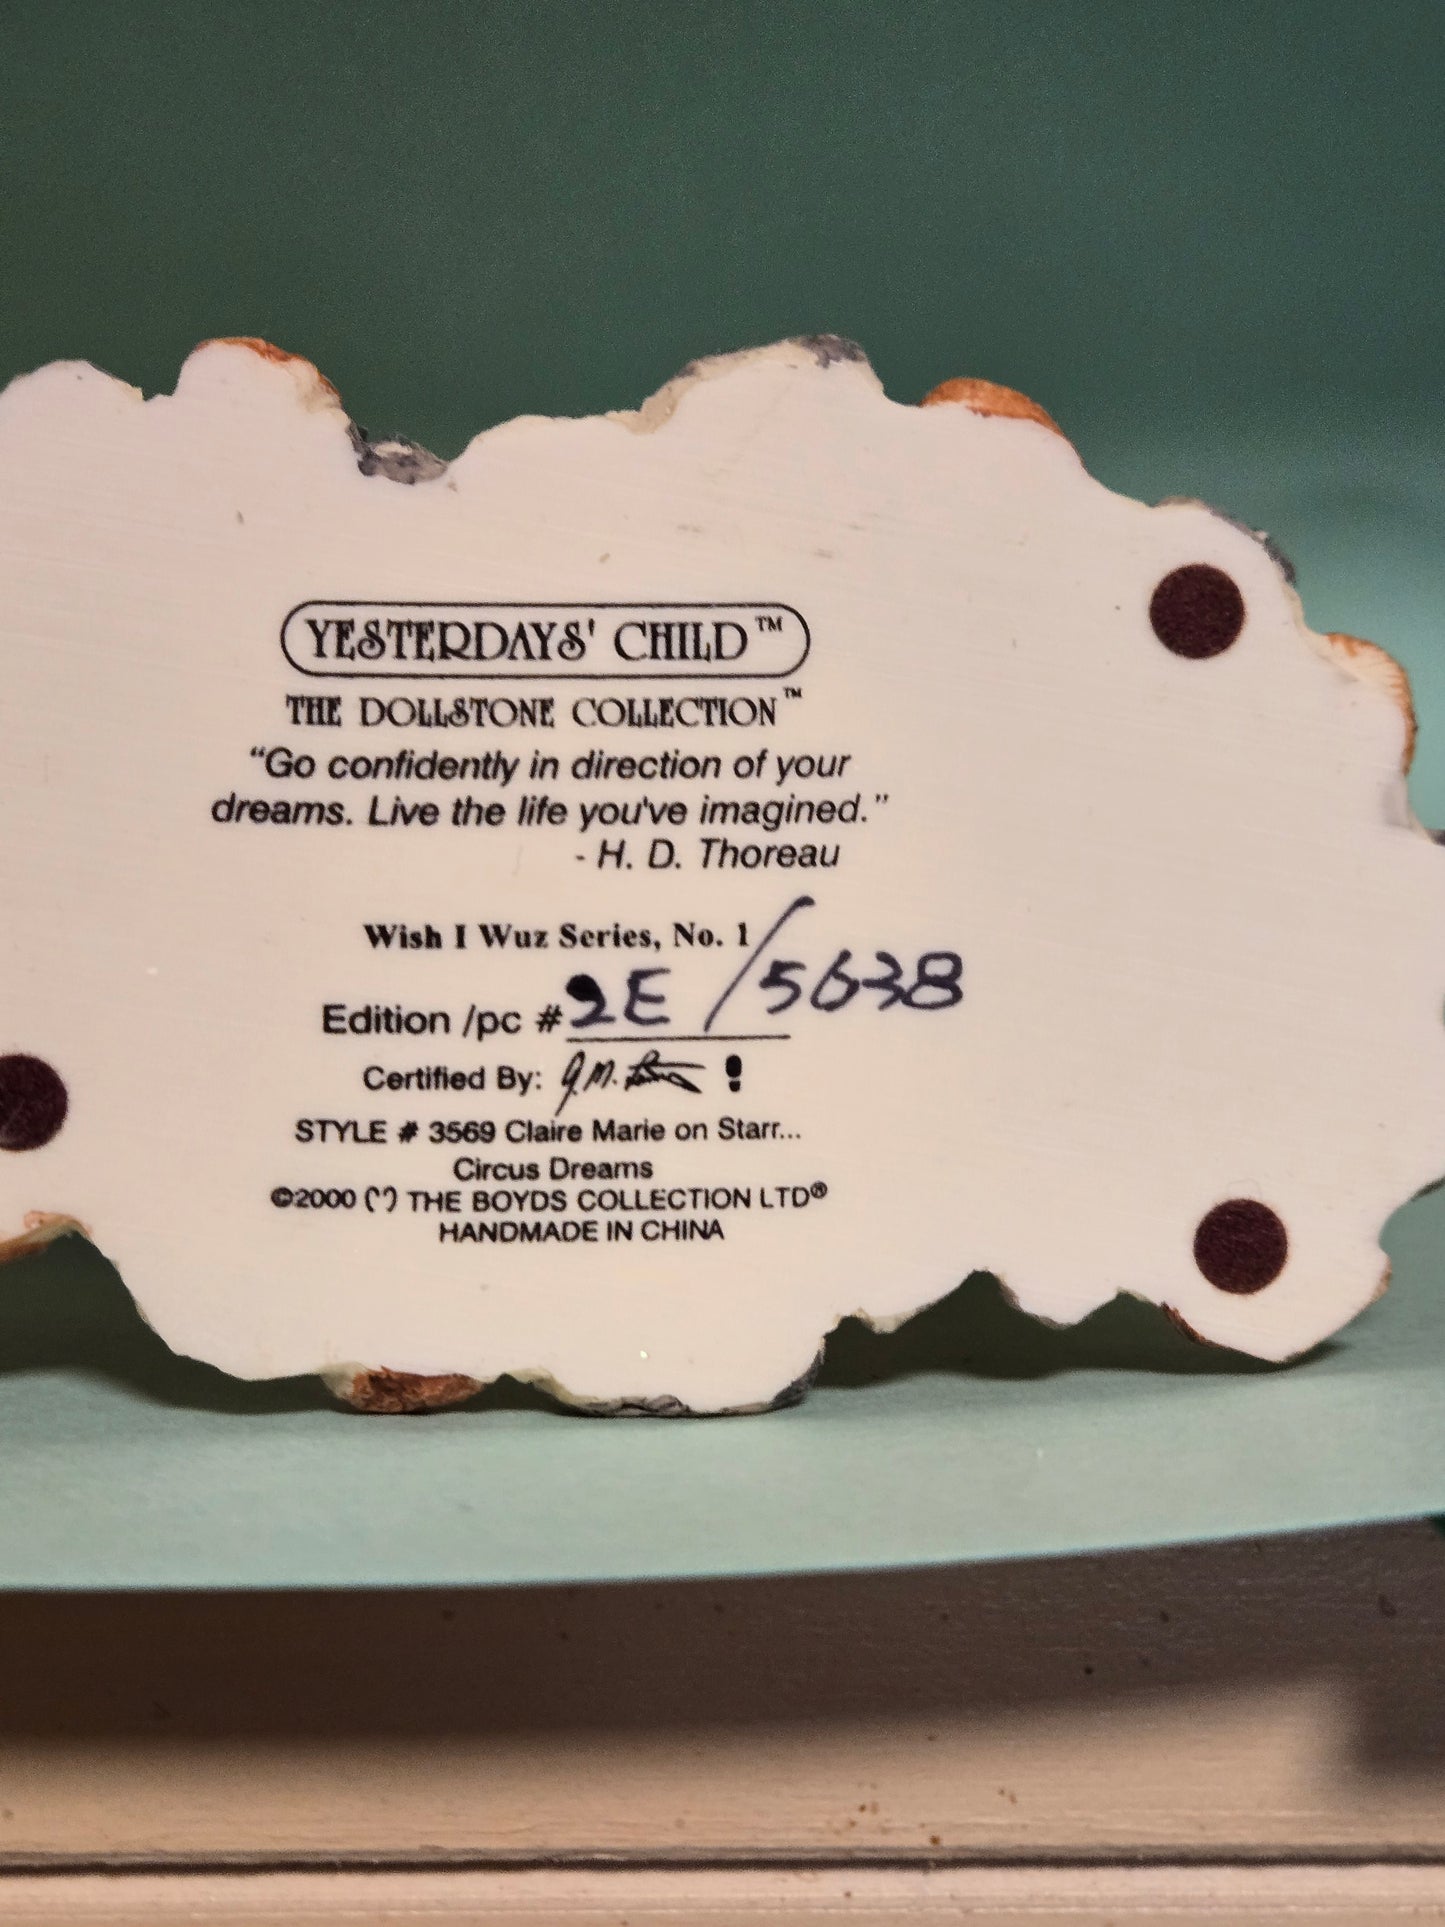 YESTERDAYS' CHILD™
THE DOLLSTONE COLLECTION™
“Go confidently in direction of your
dreams. Live the life you've imagined.”
- H. D. Thoreau
Wish I Wuz Series, No. 1
Edition /pc # 2E / 5638
Certified By: J.M.
STYLE # 3569 Claire Marie on Starr...
Circus Dreams
©2000 THE BOYDS COLLECTION LTD®
HANDMADE IN CHINA